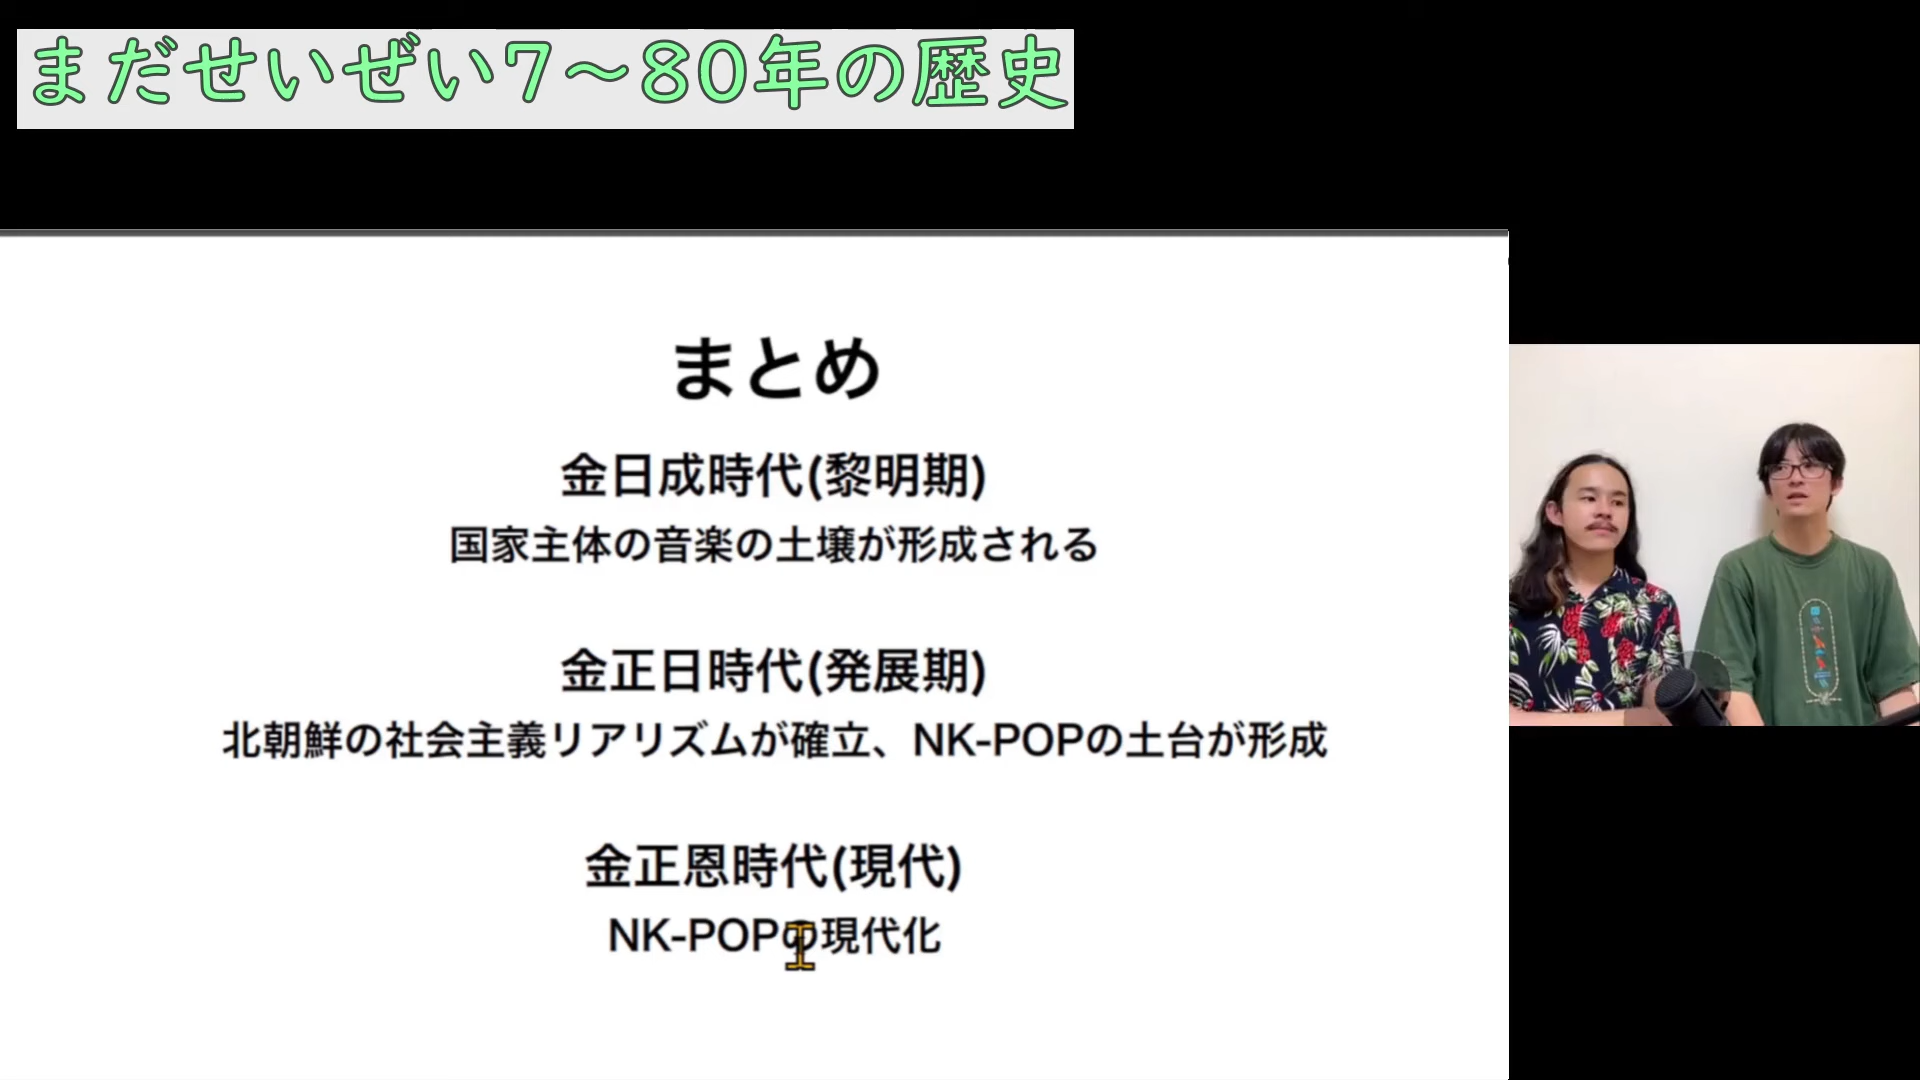 まだせいぜい7〜80年の歴史
まとめ
金日成時代(黎明期)
国家主体の音楽の土壌が形成される
金正日時代(発展期)
北朝鮮の社会主義リアリズムが確立、NK-POPの土台が形成
金正恩時代(現代)
NK-POPの現代化